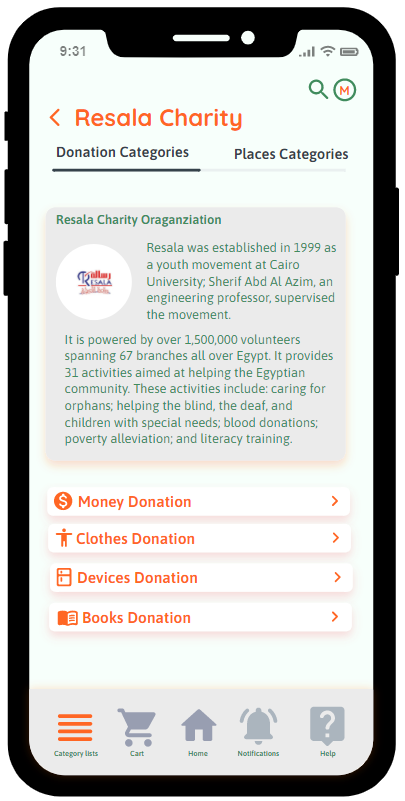 9:31
M
Resala Charity
Donation Categories
Places Categories
Resala Charity Oraganziation
رسالة
RESALA
Resala was established in 1999 as
a youth movement at Cairo
University; Sherif Abd Al Azim, an
engineering professor, supervised
the movement.
It is powered by over 1,500,000 volunteers
spanning 67 branches all over Egypt. It provides
31 activities aimed at helping the Egyptian
community. These activities include: caring for
orphans; helping the blind, the deaf, and
children with special needs; blood donations;
poverty alleviation; and literacy training.
Money Donation
Clothes Donation
Devices Donation
Books Donation
Category lists
Cart
Home
Notifications
Help